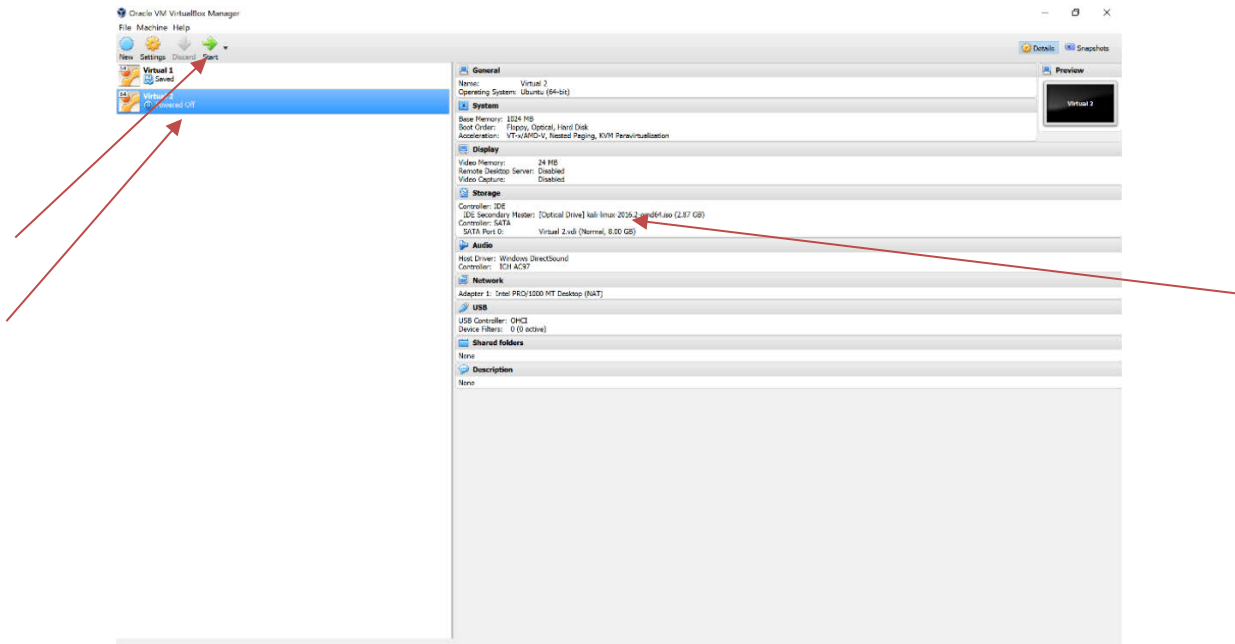 Oracle VM VirtualBox Manager
File Machine Help
New Settings Discard Start
Details Snapshots
Virtual 1
Saved
Virtual 2
Powered Off
General
Name: Virtual 2
Operating System: Ubuntu (64-bit)
System
Base Memory: 1024 MB
Boot Order: Floppy, Optical, Hard Disk
Acceleration: VT-x/AMD-V, Nested Paging, KVM Paravirtualisation
Display
Video Memory: 24 MB
Remote Desktop Server: Disabled
Video Capture: Disabled
Storage
Controller: IDE
IDE Secondary Master: [Optical Drive] kali-linux-2016.2-amd64.iso (2.87 GB)
Controller: SATA
SATA Port 0: Virtual 2.vdi (Normal, 8.00 GB)
Audio
Host Driver: Windows DirectSound
Controller: ICH AC97
Network
Adapter 1: Intel PRO/1000 MT Desktop (NAT)
USB
USB Controller: OHCI
Device Filters: 0 (0 active)
Shared folders
None
Description
None
Preview
Virtual 2